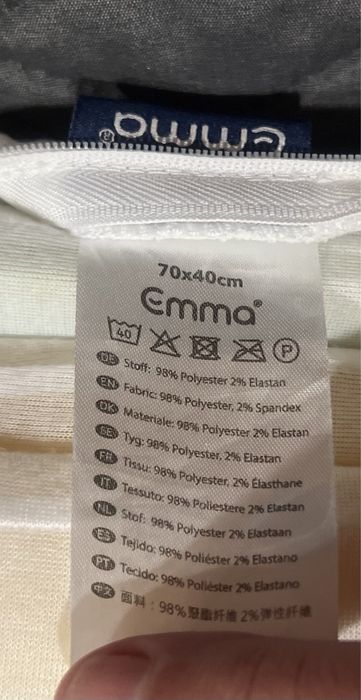 emma®
70x40cm
Emma®
40 P
DE Stoff: 98% Polyester 2% Elastan
EN Fabric: 98% Polyester, 2% Spandex
DK Materiale: 98% Polyester 2% Elastan
SE Tyg: 98% Polyester, 2% Elastan
FR Tissu: 98% Polyester, 2% Élasthane
IT Tessuto: 98% Poliestere 2% Elastan
NL Stof: 98% Polyester 2% Elastaan
ES Tejido: 98% Poliéster 2% Elastano
PT Tecido: 98% Poliéster 2% Elastano
中文 面料：98%聚酯纤维 2%弹性纤维